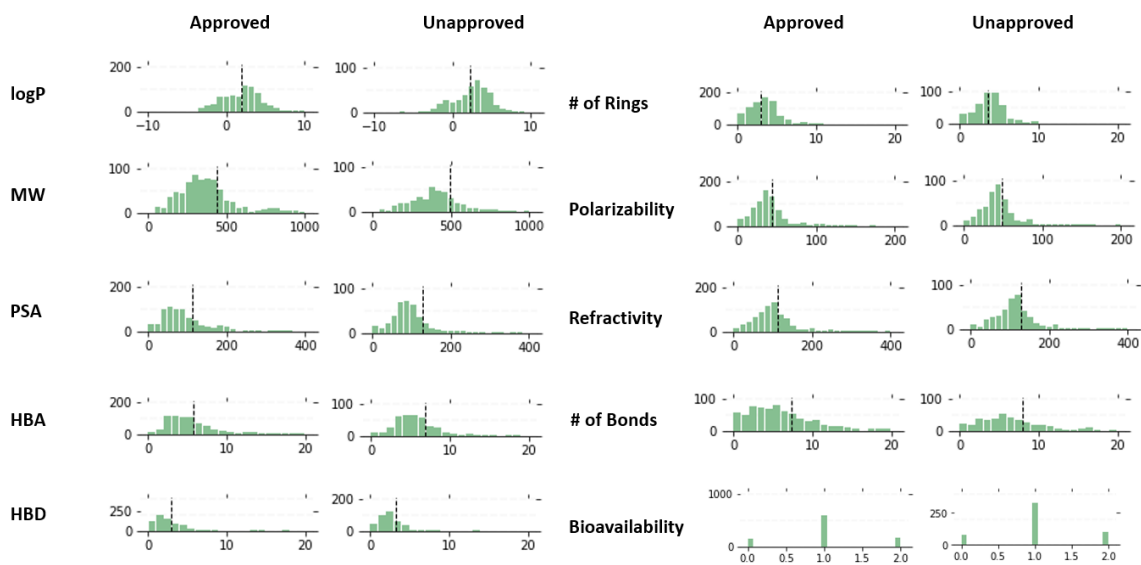 Approved Unapproved Approved Unapproved
logP
200
0
−10 0 10
100
0
−10 0 10
# of Rings
200
0
0 10 20
100
0
0 10 20
MW
100
0
0 500 1000
100
0
0 500 1000
Polarizability
200
0
0 100 200
100
0
0 100 200
PSA
200
0
0 200 400
100
0
0 200 400
Refractivity
200
0
0 200 400
100
0
0 200 400
HBA
200
0
0 10 20
100
0
0 10 20
# of Bonds
100
50
0
0 10 20
100
50
0
0 10 20
HBD
250
0
0 10 20
200
0
0 10 20
Bioavailability
1000
0
0.0 0.5 1.0 1.5 2.0
250
0
0.0 0.5 1.0 1.5 2.0